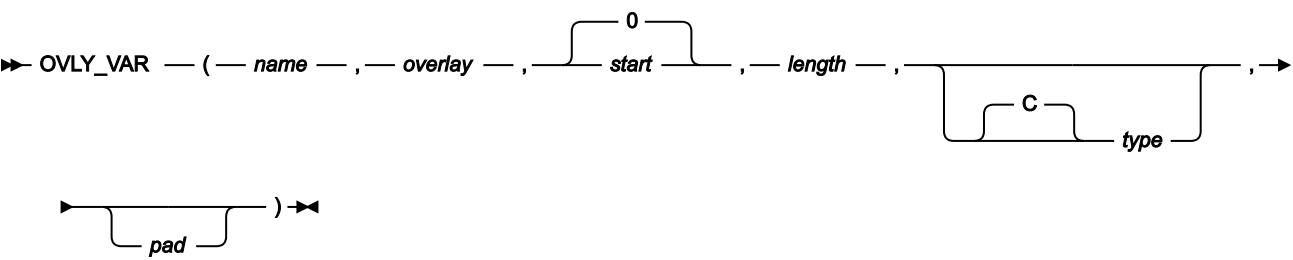 0
OVLY_VAR ( name , overlay , start , length , ,
C
type
)
pad